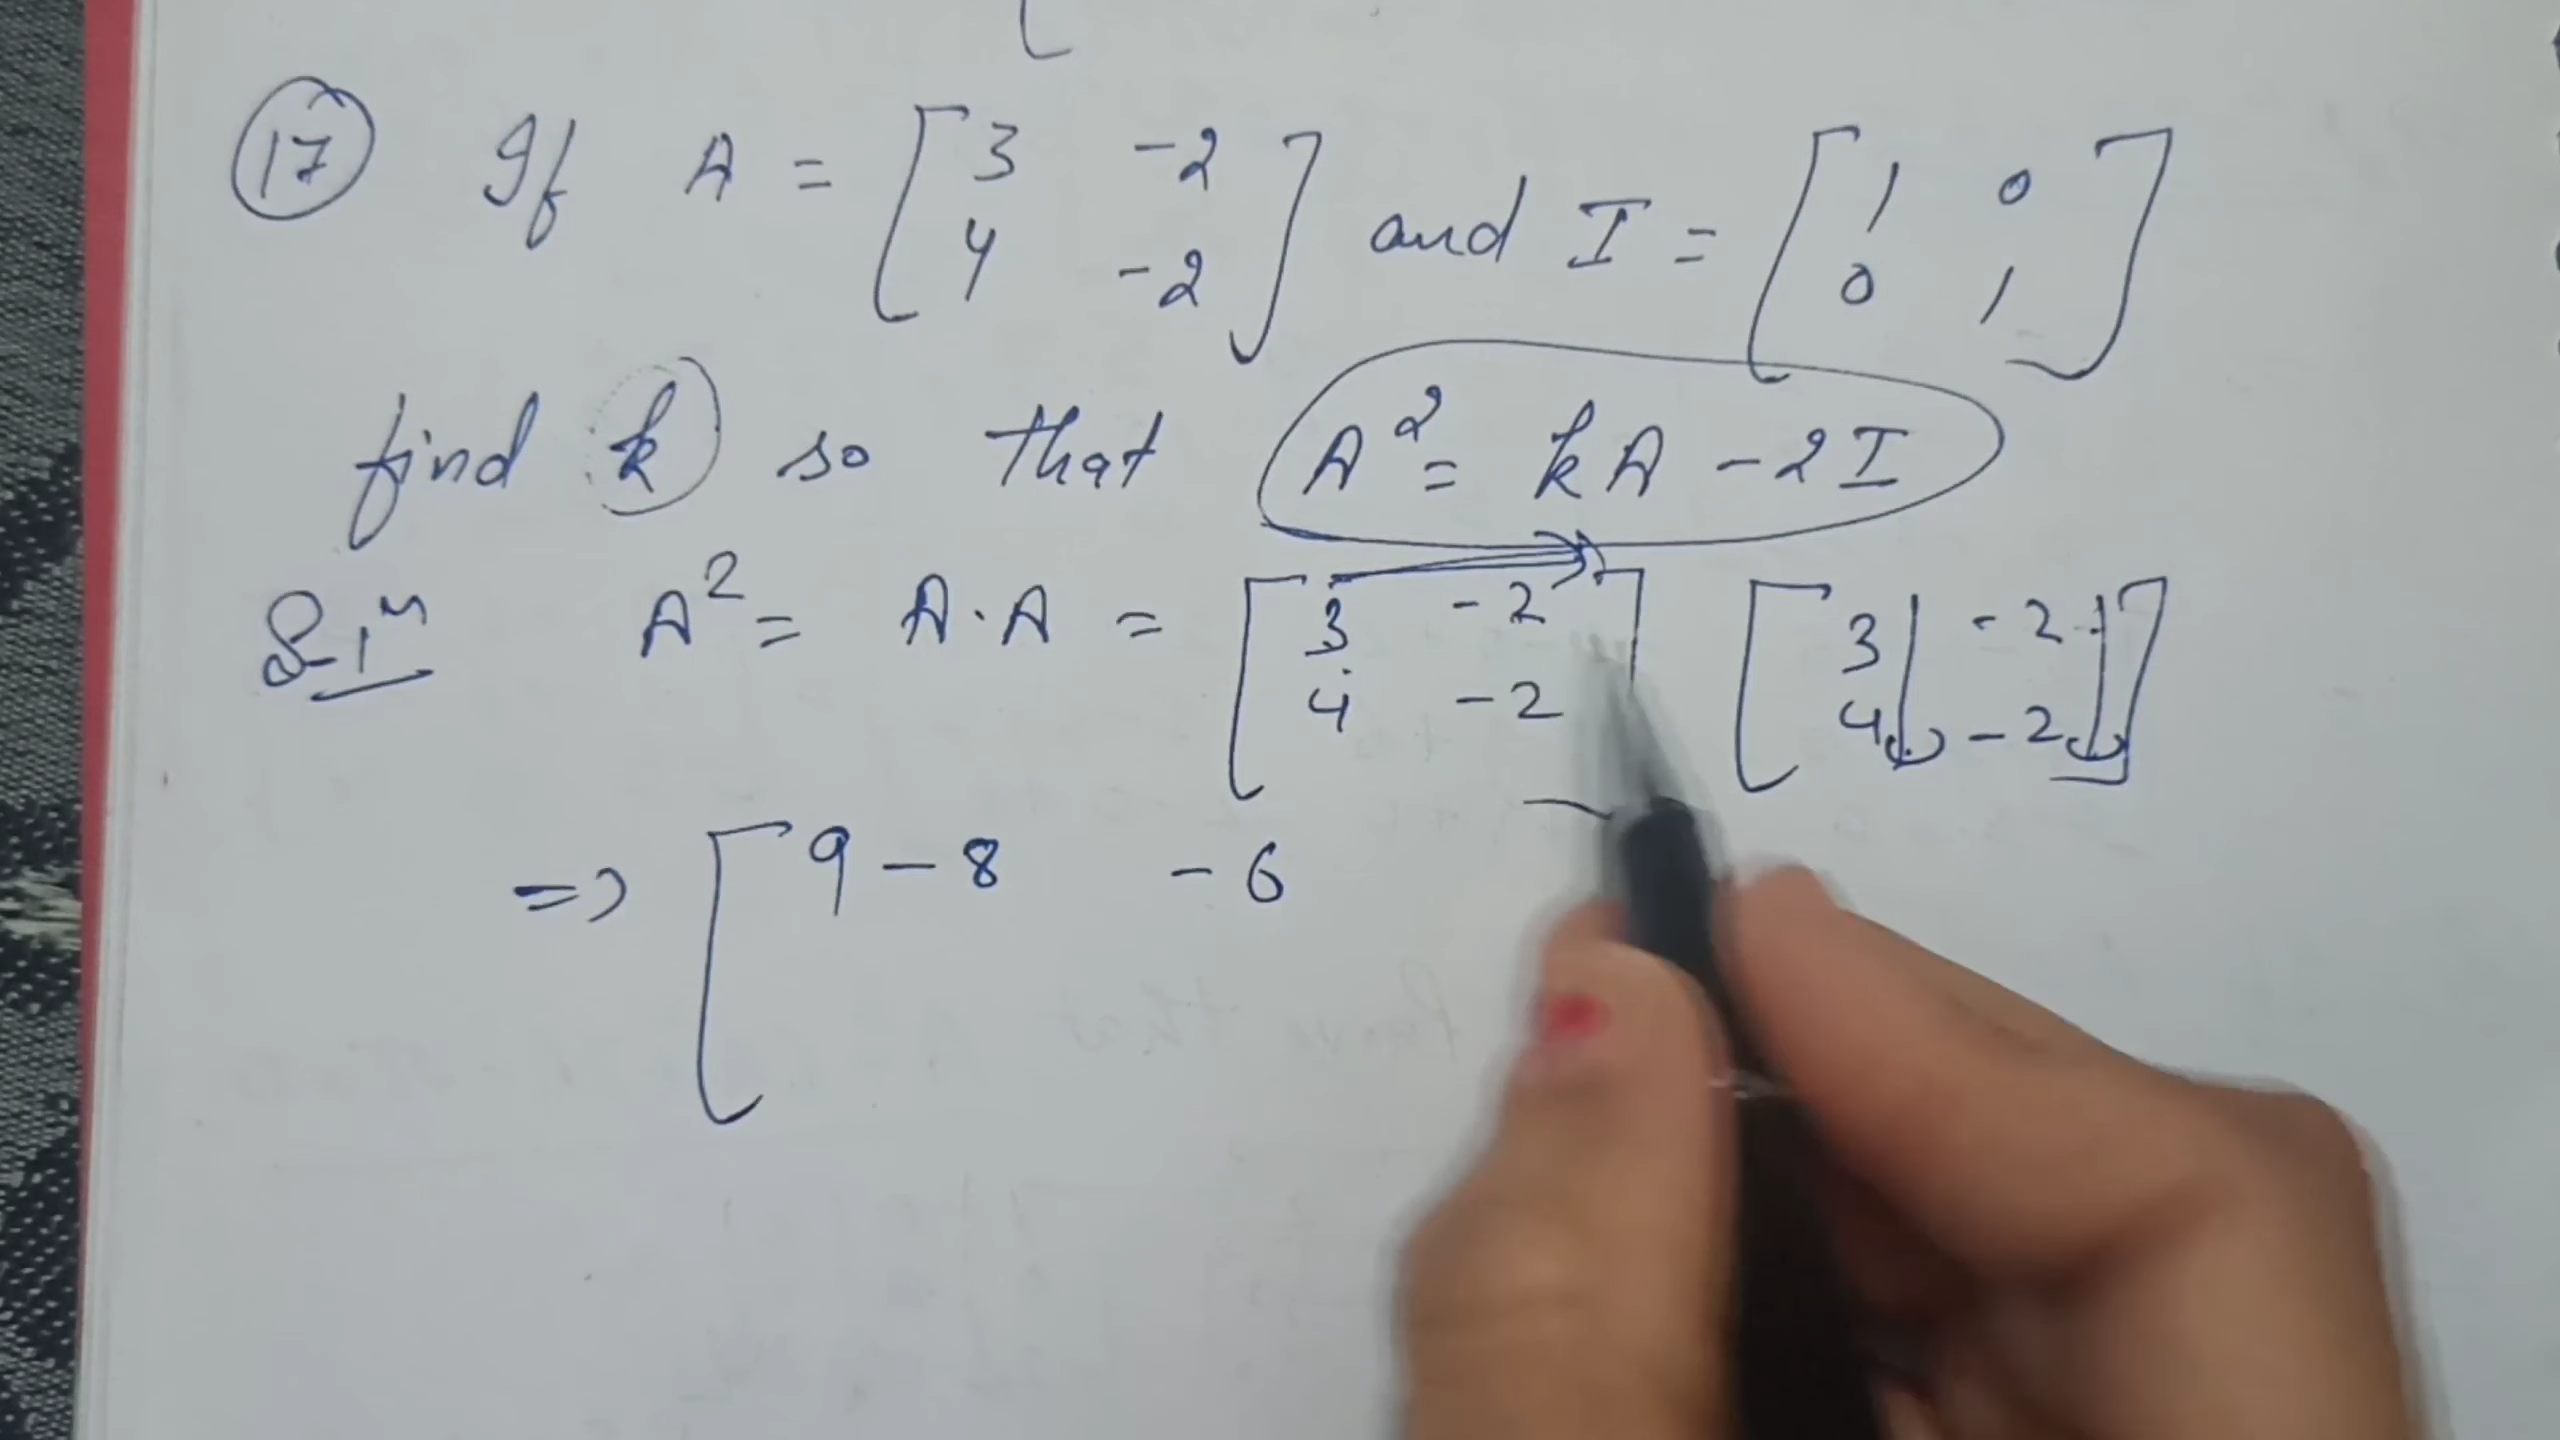 17 If A = [ 3 -2 4 -2 ] and I = [ 1 0 0 1 ]
find k so that A² = kA - 2I
Solⁿ A² = A·A = [ 3 -2 4 -2 ] [ 3 -2 4 -2 ]
=> [ 9 - 8 -6